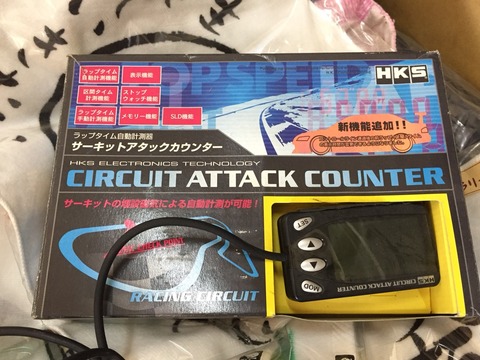 TOPSPEED
HKS
ラップタイム
自動計測機能
表示機能
区間タイム
計測機能
ストップ
ウォッチ機能
ラップタイム
手動計測機能
メモリー機能
SLD機能
新機能追加!!
ラップタイム自動計測器
サーキットアタックカウンター
HKS ELECTRONICS TECHNOLOGY
CIRCUIT ATTACK COUNTER
サーキットの埋設磁気による自動計測が可能!
RACING CIRCUIT
SET
MOD
HKS CIRCUIT ATTACK COUNTER